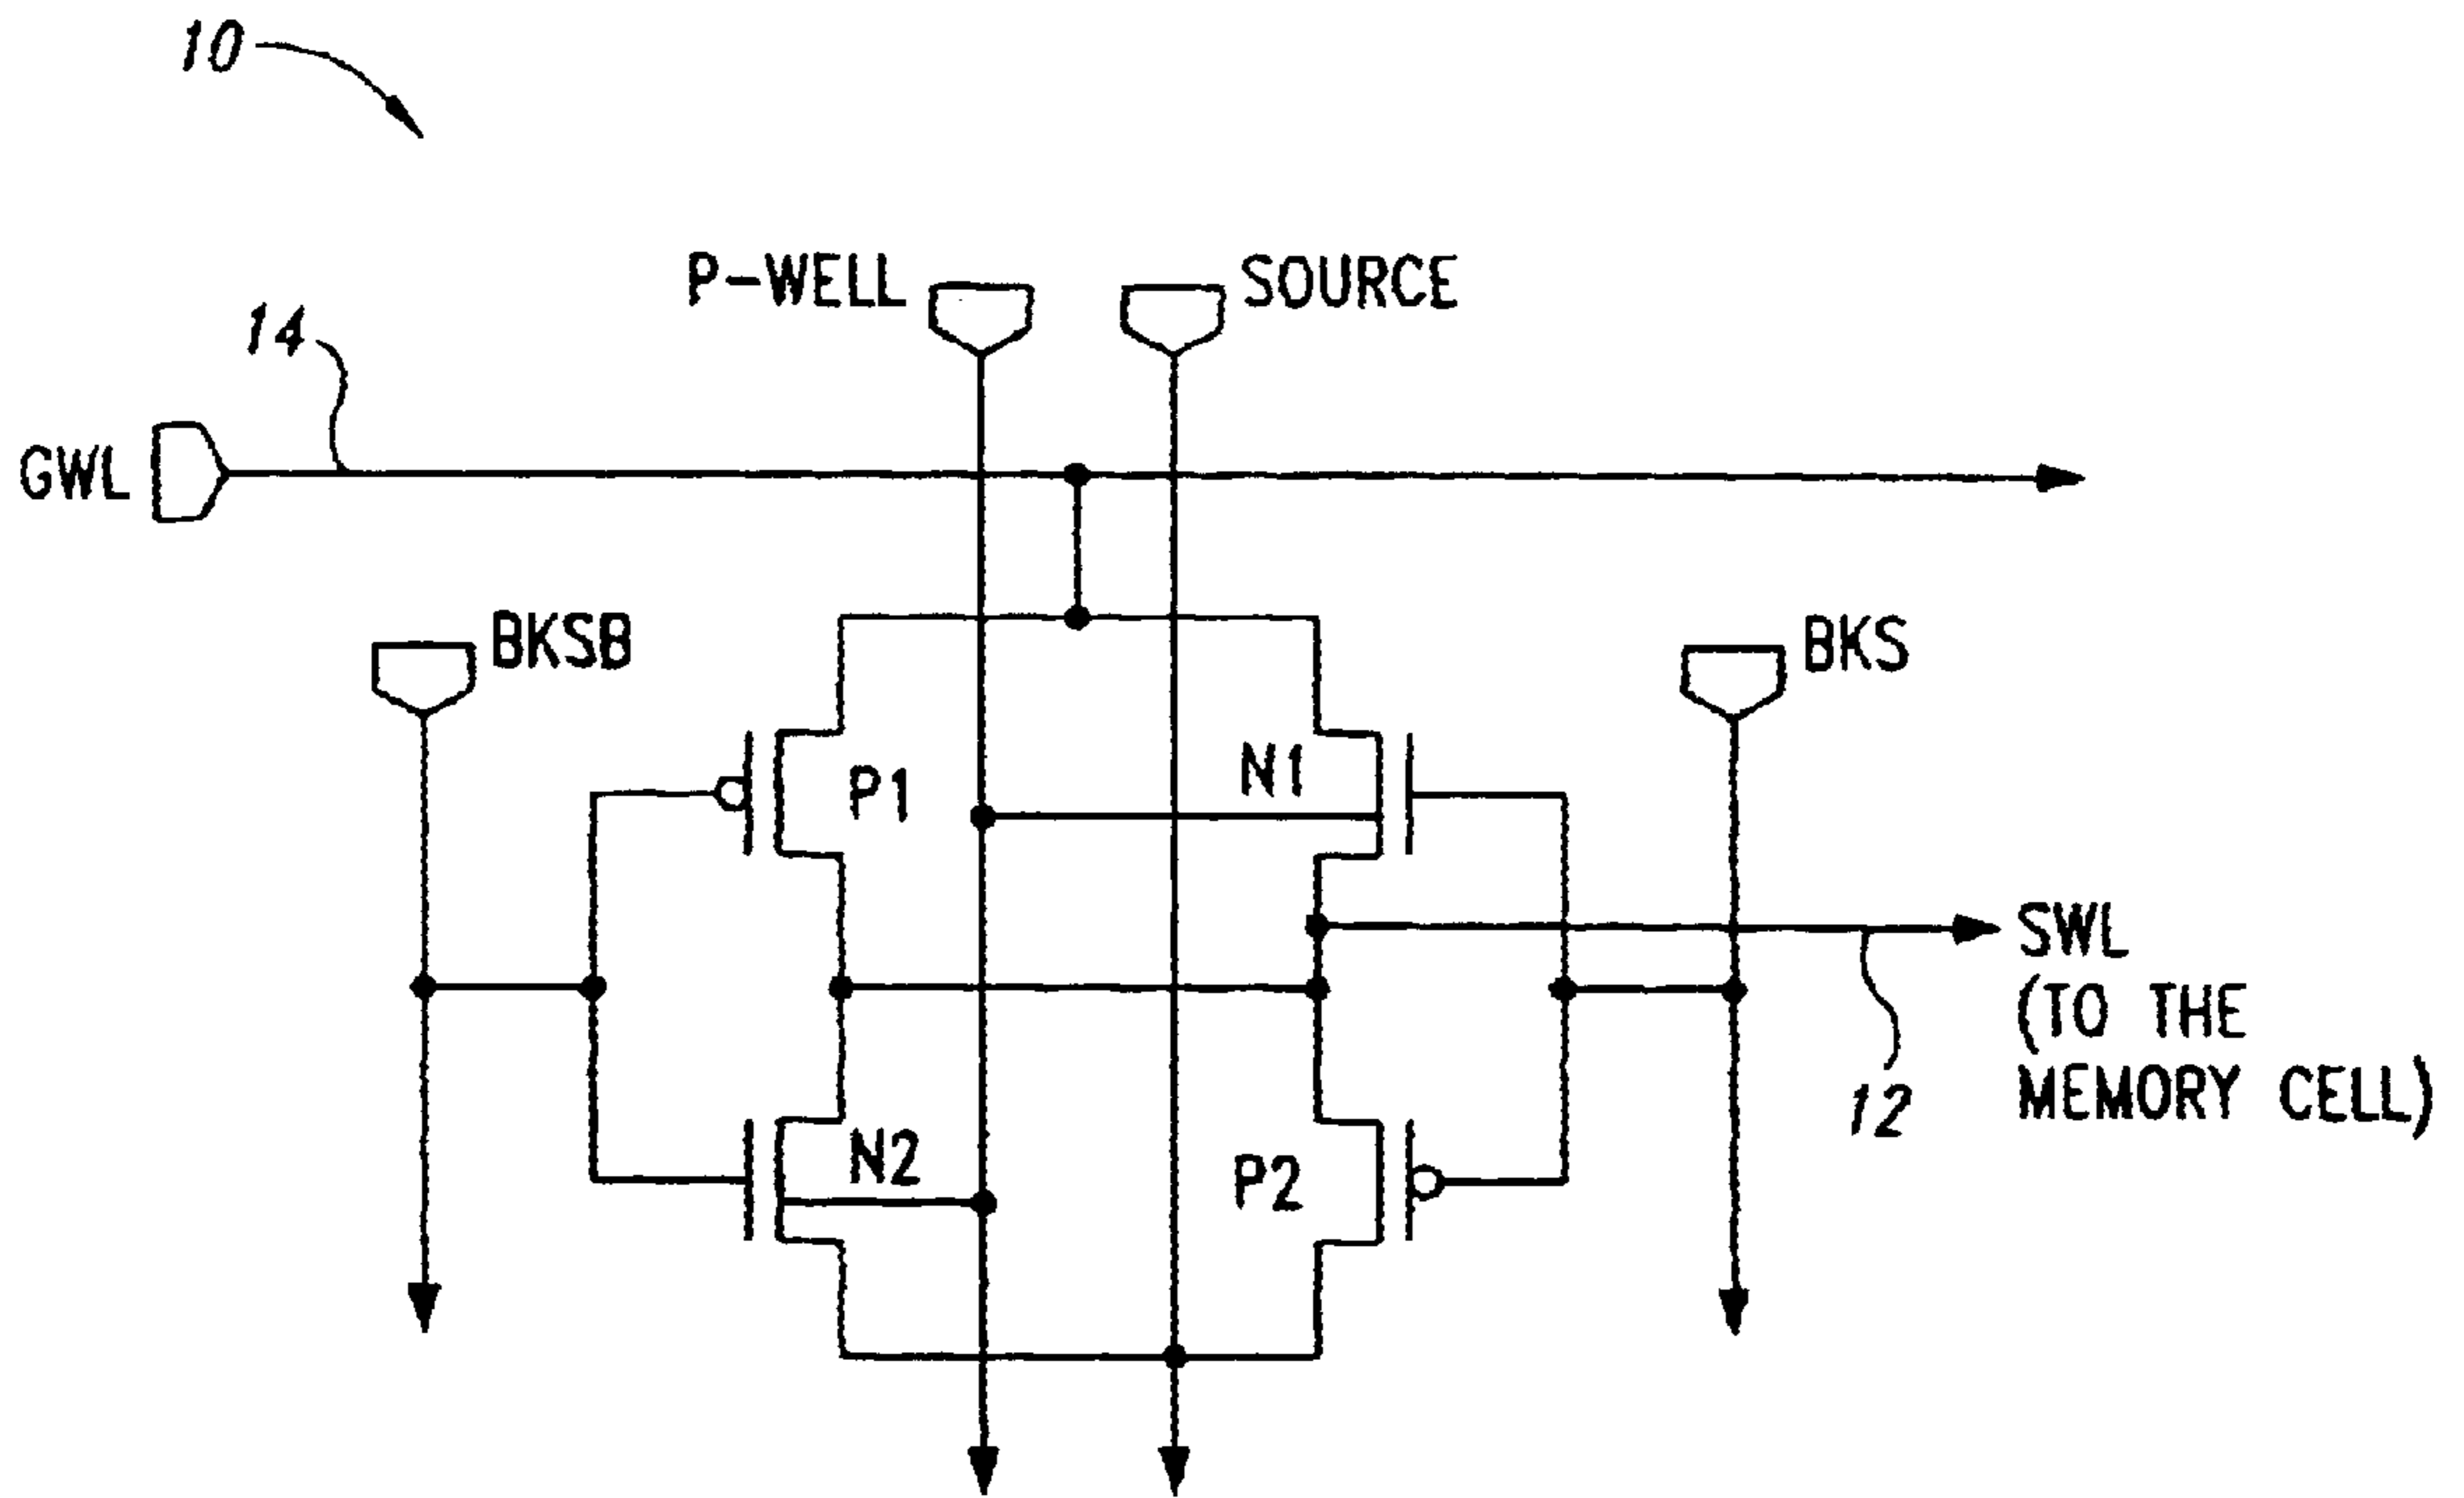 10
P-WELL
SOURCE
14
GWL
BKSB
BKS
P1
N1
SWL
(TO THE
MEMORY CELL)
12
N2
P2